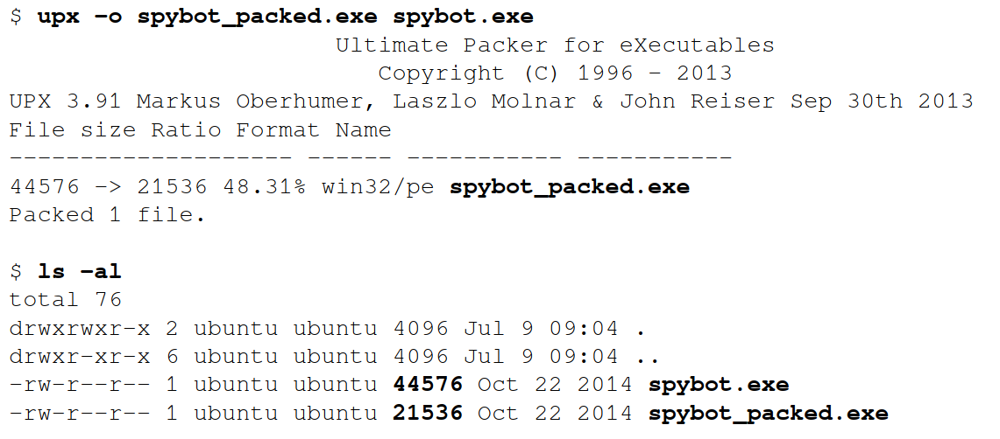 $ upx -o spybot_packed.exe spybot.exe
Ultimate Packer for eXecutables
Copyright (C) 1996 - 2013
UPX 3.91 Markus Oberhumer, Laszlo Molnar & John Reiser Sep 30th 2013
File size Ratio Format Name
-------------------- ------ ----------- -----------
44576 -> 21536 48.31% win32/pe spybot_packed.exe
Packed 1 file.
$ ls -al
total 76
drwxrwxr-x 2 ubuntu ubuntu 4096 Jul 9 09:04 .
drwxr-xr-x 6 ubuntu ubuntu 4096 Jul 9 09:04 ..
-rw-r--r-- 1 ubuntu ubuntu 44576 Oct 22 2014 spybot.exe
-rw-r--r-- 1 ubuntu ubuntu 21536 Oct 22 2014 spybot_packed.exe